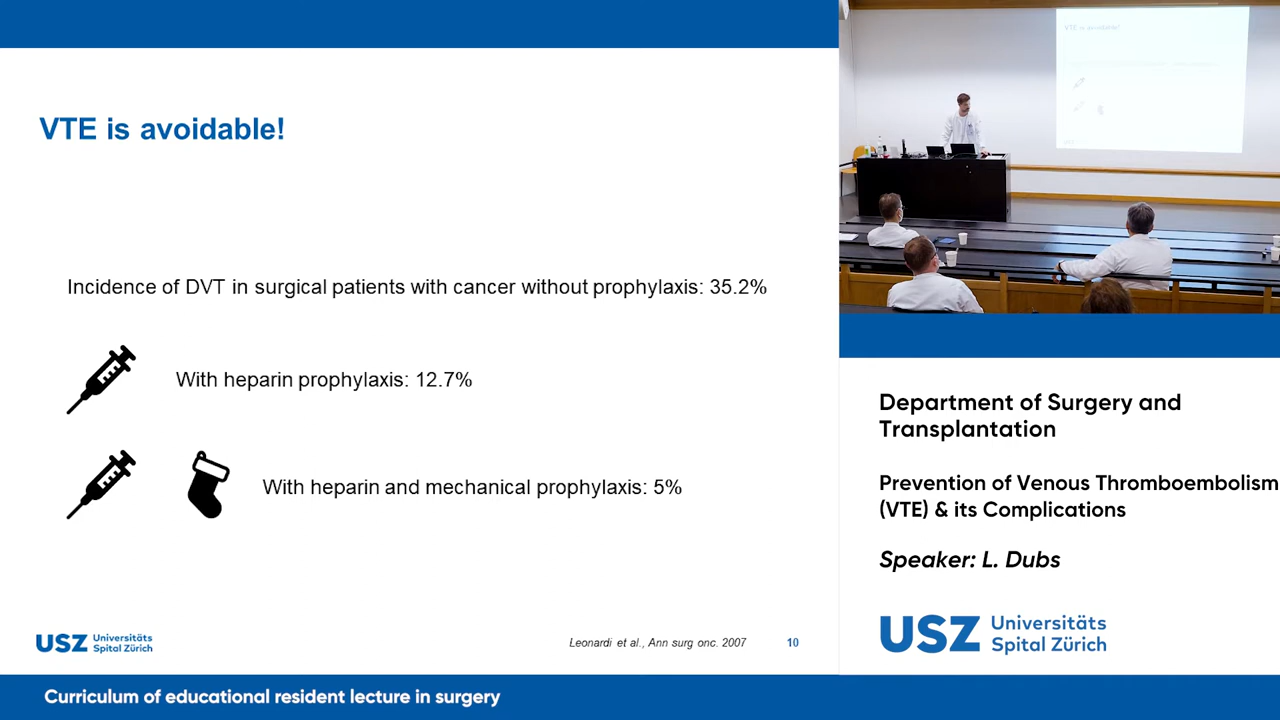 VTE is avoidable!
Incidence of DVT in surgical patients with cancer without prophylaxis: 35.2%
With heparin prophylaxis: 12.7%
With heparin and mechanical prophylaxis: 5%
USZ Universitäts
Spital Zürich
Leonardi et al., Ann surg onc. 2007
10
VTE is avoidable!
Department of Surgery and
Transplantation
Prevention of Venous Thromboembolism
(VTE) & its Complications
Speaker: L. Dubs
USZ Universitäts
Spital Zürich
Curriculum of educational resident lecture in surgery